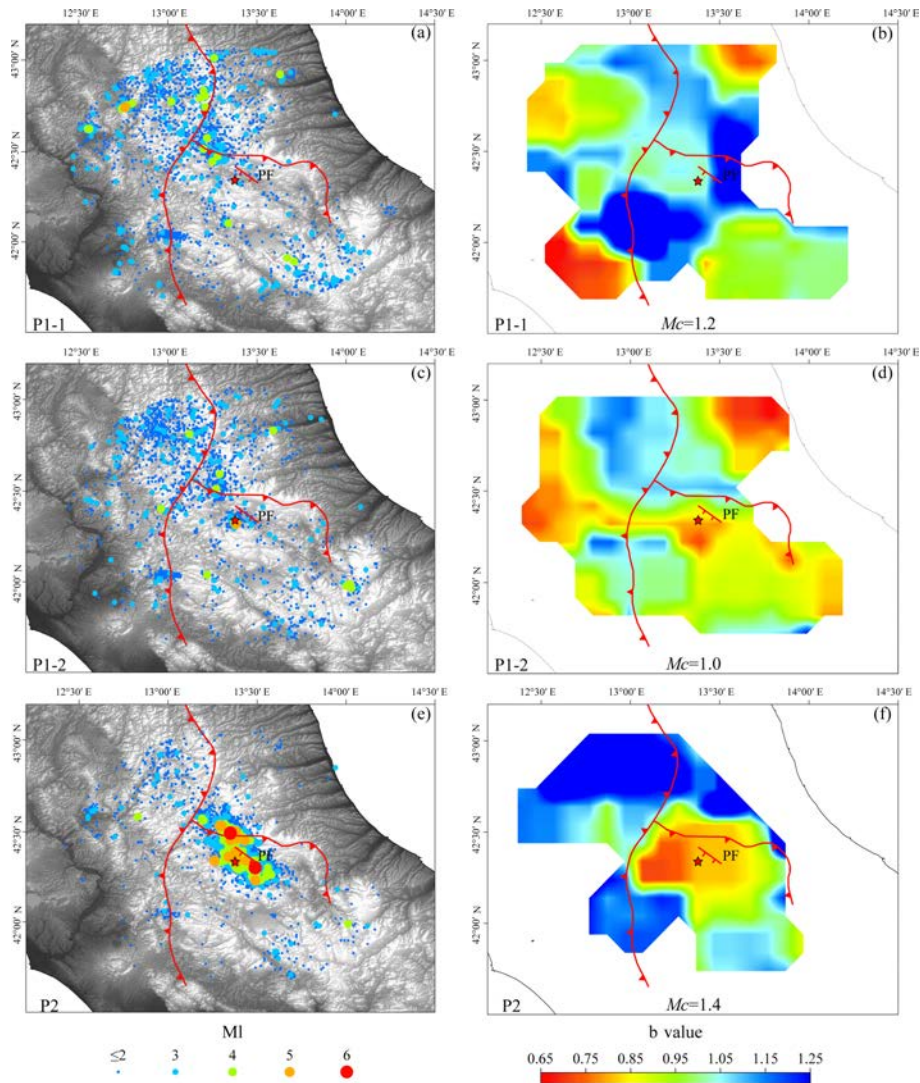 12°30' E 13°00' E 13°30' E 14°00' E 14°30' E
43°00' N
42°30' N
42°00' N
(a)
PF
P1-1
12°30' E 13°00' E 13°30' E 14°00' E 14°30' E
43°00' N
42°30' N
42°00' N
(b)
PF
P1-1
Mc=1.2
12°30' E 13°00' E 13°30' E 14°00' E 14°30' E
43°00' N
42°30' N
42°00' N
(c)
PF
P1-2
12°30' E 13°00' E 13°30' E 14°00' E 14°30' E
43°00' N
42°30' N
42°00' N
(d)
PF
P1-2
Mc=1.0
12°30' E 13°00' E 13°30' E 14°00' E 14°30' E
43°00' N
42°30' N
42°00' N
(e)
PF
P2
12°30' E 13°00' E 13°30' E 14°00' E 14°30' E
43°00' N
42°30' N
42°00' N
(f)
PF
P2
Mc=1.4
Ml
≤2 3 4 5 6
b value
0.65 0.75 0.85 0.95 1.05 1.15 1.25